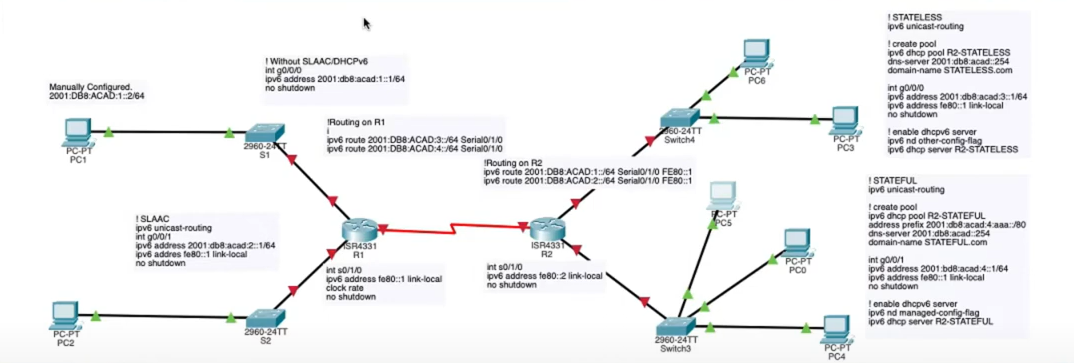 ! Without SLAAC/DHCPv6
int g0/0/0
ipv6 address 2001:db8:acad:1::1/64
no shutdown
Manually Configured.
2001:DB8:ACAD:1::2/64
PC-PT
PC1
2960-24TT
S1
!Routing on R1
!
ipv6 route 2001:DB8:ACAD:3::/64 Serial0/1/0
ipv6 route 2001:DB8:ACAD:4::/64 Serial0/1/0
!Routing on R2
ipv6 route 2001:DB8:ACAD:1::/64 Serial0/1/0 FE80::1
ipv6 route 2001:DB8:ACAD:2::/64 Serial0/1/0 FE80::1
! SLAAC
ipv6 unicast-routing
int g0/0/1
ipv6 address 2001:db8:acad:2::1/64
ipv6 addres fe80::1 link-local
no shutdown
ISR4331
R1
int s0/1/0
ipv6 address fe80::1 link-local
clock rate
no shutdown
ISR4331
R2
int s0/1/0
ipv6 address fe80::2 link-local
no shutdown
PC-PT
PC2
2960-24TT
S2
PC-PT
PC6
2960-24TT
Switch4
PC-PT
PC3
PC-PT
PC5
PC-PT
PC0
2960-24TT
Switch3
PC-PT
PC4
! STATELESS
ipv6 unicast-routing
! create pool
ipv6 dhcp pool R2-STATELESS
dns-server 2001:db8:acad::254
domain-name STATELESS.com
int g0/0/0
ipv6 address 2001:db8:acad:3::1/64
ipv6 address fe80::1 link-local
no shutdown
! enable dhcpv6 server
ipv6 nd other-config-flag
ipv6 dhcp server R2-STATELESS
! STATEFUL
ipv6 unicast-routing
! create pool
ipv6 dhcp pool R2-STATEFUL
address prefix 2001:db8:acad:4:aaa::/80
dns-server 2001:db8:acad::254
domain-name STATEFUL.com
int g0/0/1
ipv6 address 2001:bd8:acad:4::1/64
ipv6 address fe80::1 link-local
no shutdown
! enable dhcpv6 server
ipv6 nd managed-config-flag
ipv6 dhcp server R2-STATEFUL